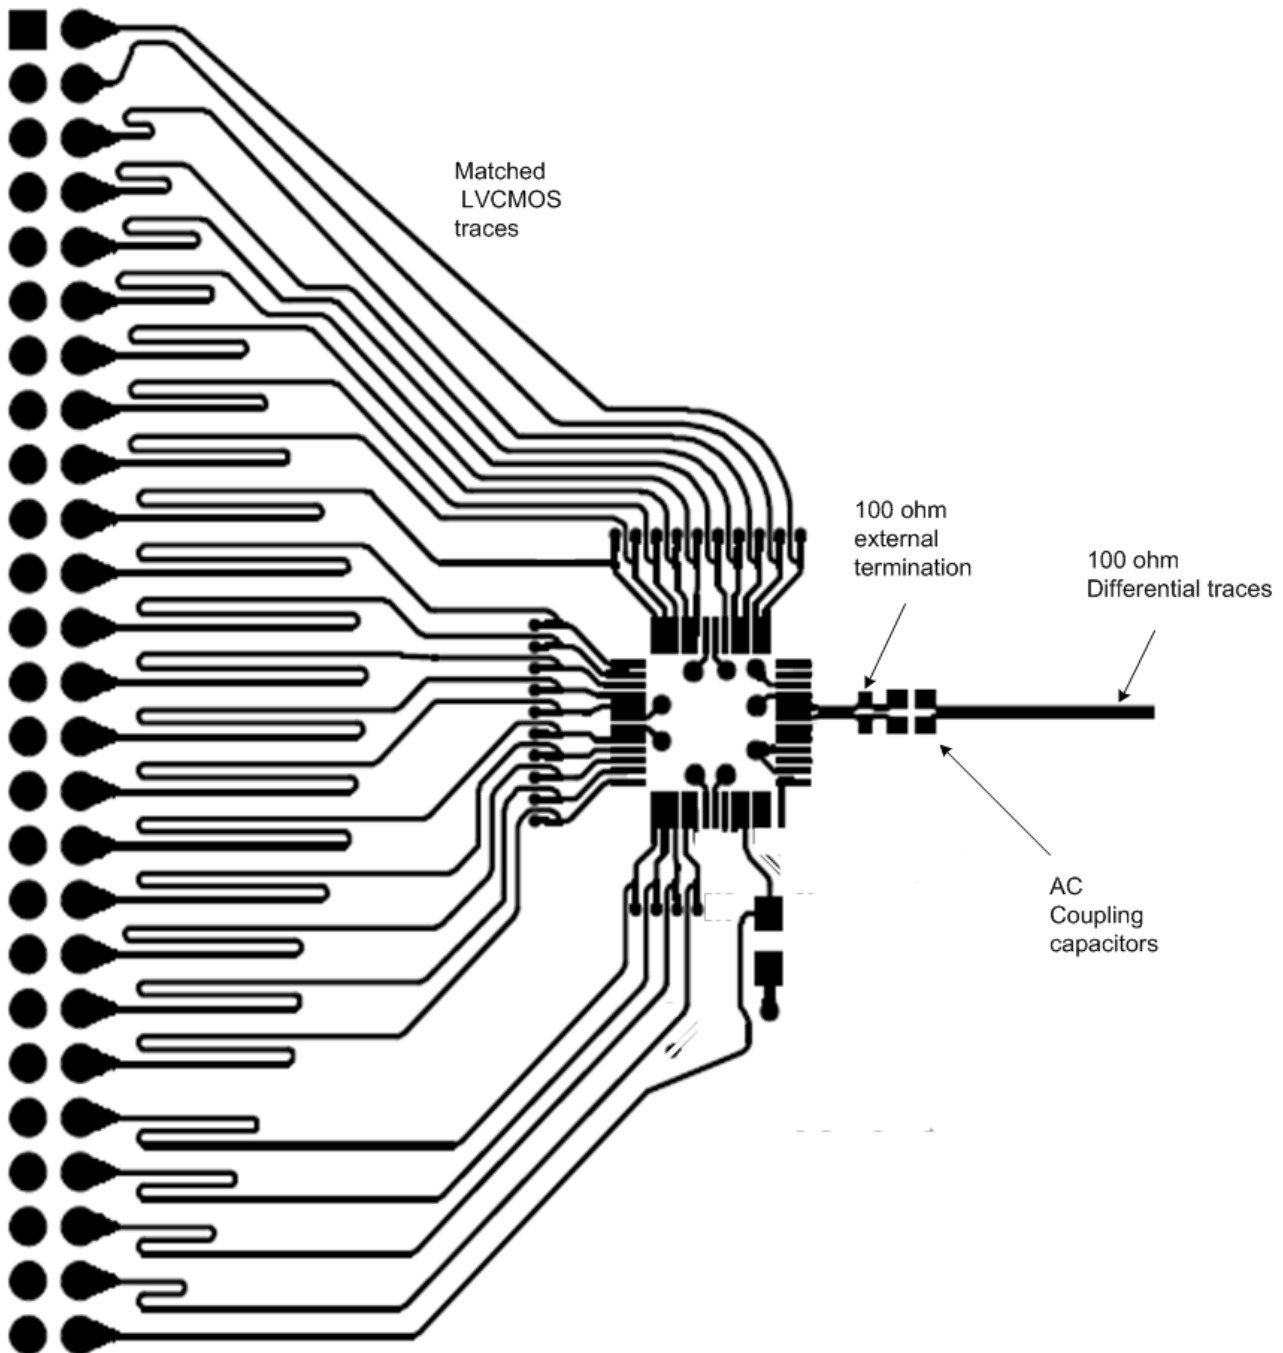 Matched
LVCMOS
traces
100 ohm
external
termination
100 ohm
Differential traces
AC
Coupling
capacitors